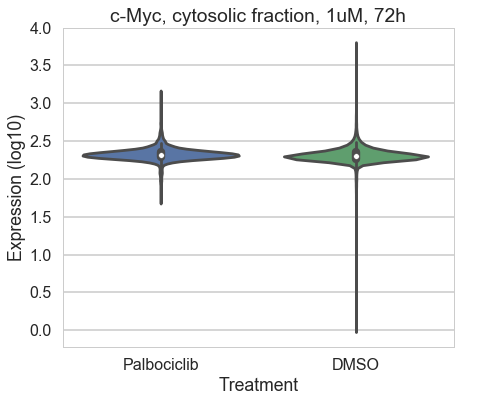 c-Myc, cytosolic fraction, 1uM, 72h
4.0
3.5
3.0
2.5
2.0
1.5
1.0
0.5
0.0
Expression (log10)
Palbociclib
DMSO
Treatment